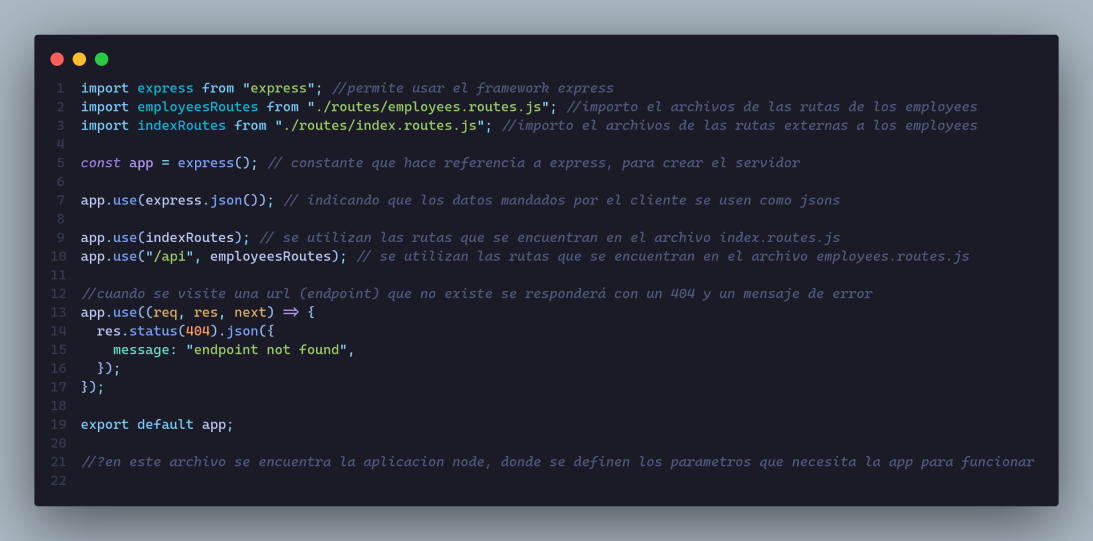 1 import express from "express"; //permite usar el framework express
2 import employeesRoutes from "./routes/employees.routes.js"; //importo el archivos de las rutas de los employees
3 import indexRoutes from "./routes/index.routes.js"; //importo el archivos de las rutas externas a los employees
4
5 const app = express(); // constante que hace referencia a express, para crear el servidor
6
7 app.use(express.json()); // indicando que los datos mandados por el cliente se usen como jsons
8
9 app.use(indexRoutes); // se utilizan las rutas que se encuentran en el archivo index.routes.js
10 app.use("/api", employeesRoutes); // se utilizan las rutas que se encuentran en el archivo employees.routes.js
11
12 //cuando se visite una url (endpoint) que no existe se responderá con un 404 y un mensaje de error
13 app.use((req, res, next) => {
14   res.status(404).json({
15     message: "endpoint not found",
16   });
17 });
18
19 export default app;
20
21 //?en este archivo se encuentra la aplicacion node, donde se definen los parametros que necesita la app para funcionar
22